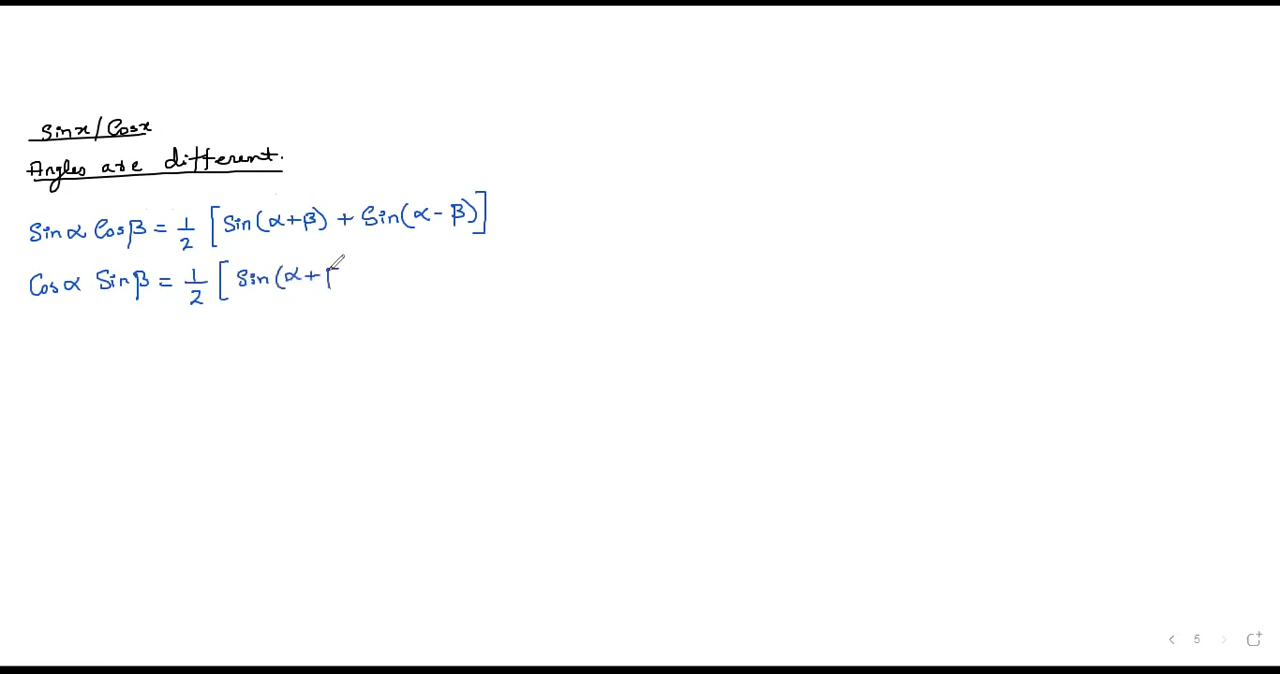 Sinx/Cosx
Angles are different.
Sinα Cosβ = 1/2 [Sin(α+β) + Sin(α-β)]
Cosα Sinβ = 1/2 [Sin(α+
5